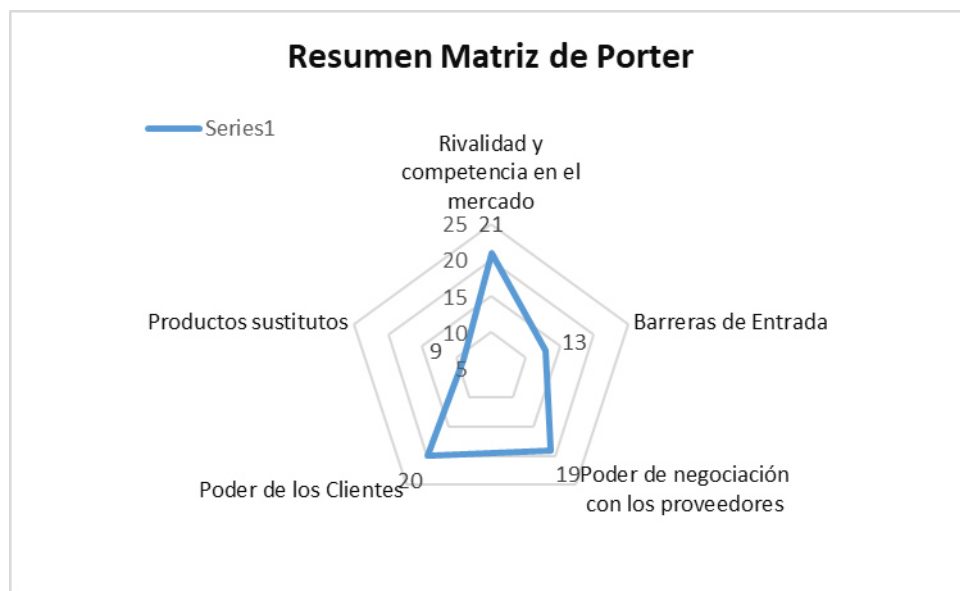 Resumen Matriz de Porter
Series1
Rivalidad y
competencia en el
mercado
25
21
20
15
10
5
Productos sustitutos
9
Barreras de Entrada
13
Poder de los Clientes
20
19
Poder de negociación
con los proveedores